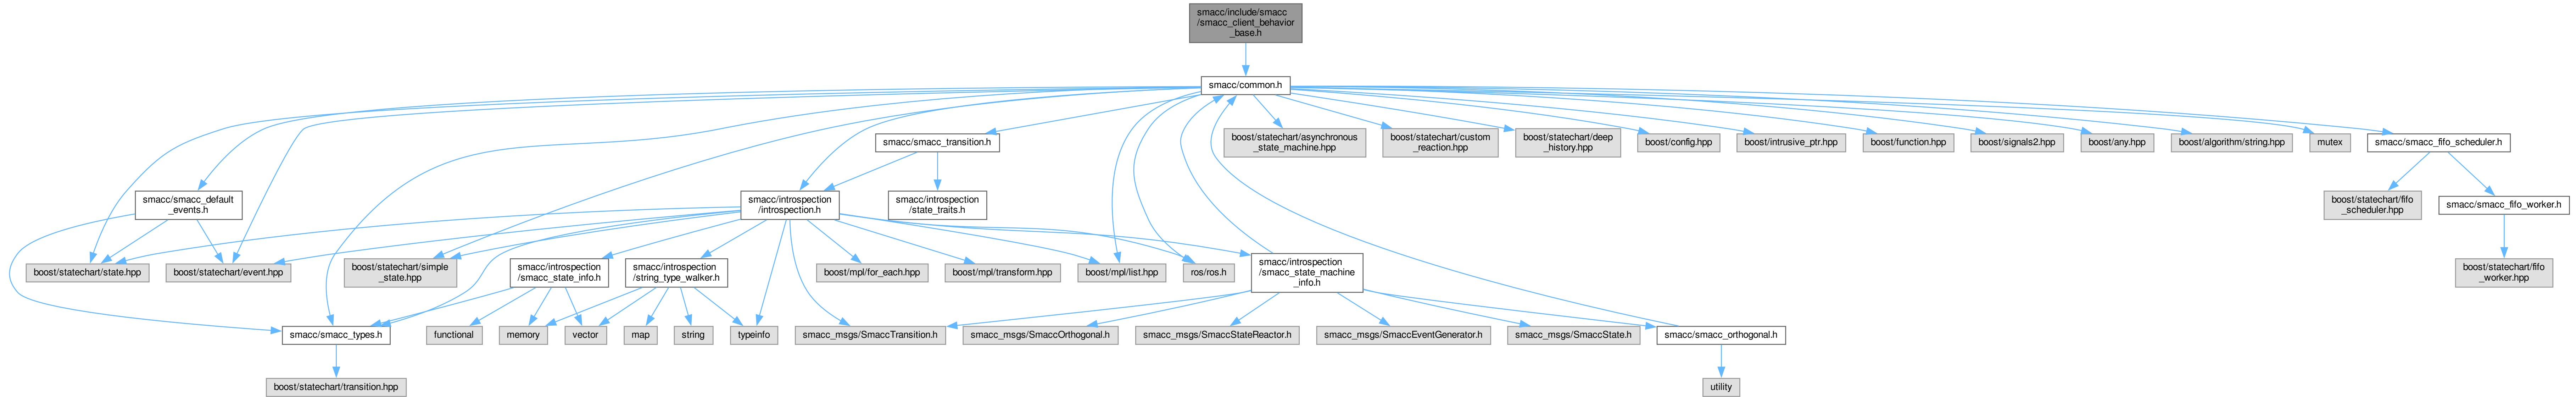 smacc/include/smacc
/smacc_client_behavior
_base.h
smacc/common.h
smacc/smacc_transition.h
boost/statechart/asynchronous
_state_machine.hpp
boost/statechart/custom
_reaction.hpp
boost/statechart/deep
_history.hpp
boost/config.hpp
boost/intrusive_ptr.hpp
boost/function.hpp
boost/signals2.hpp
boost/any.hpp
boost/algorithm/string.hpp
mutex
smacc/smacc_fifo_scheduler.h
smacc/smacc_default
_events.h
smacc/introspection
/introspection.h
smacc/introspection
/state_traits.h
boost/statechart/fifo
_scheduler.hpp
smacc/smacc_fifo_worker.h
boost/statechart/state.hpp
boost/statechart/event.hpp
boost/statechart/simple
_state.hpp
smacc/introspection
/smacc_state_info.h
smacc/introspection
/string_type_walker.h
boost/mpl/for_each.hpp
boost/mpl/transform.hpp
boost/mpl/list.hpp
ros/ros.h
smacc/introspection
/smacc_state_machine
_info.h
boost/statechart/fifo
_worker.hpp
smacc/smacc_types.h
functional
memory
vector
map
string
typeinfo
smacc_msgs/SmaccTransition.h
smacc_msgs/SmaccOrthogonal.h
smacc_msgs/SmaccStateReactor.h
smacc_msgs/SmaccEventGenerator.h
smacc_msgs/SmaccState.h
smacc/smacc_orthogonal.h
boost/statechart/transition.hpp
utility